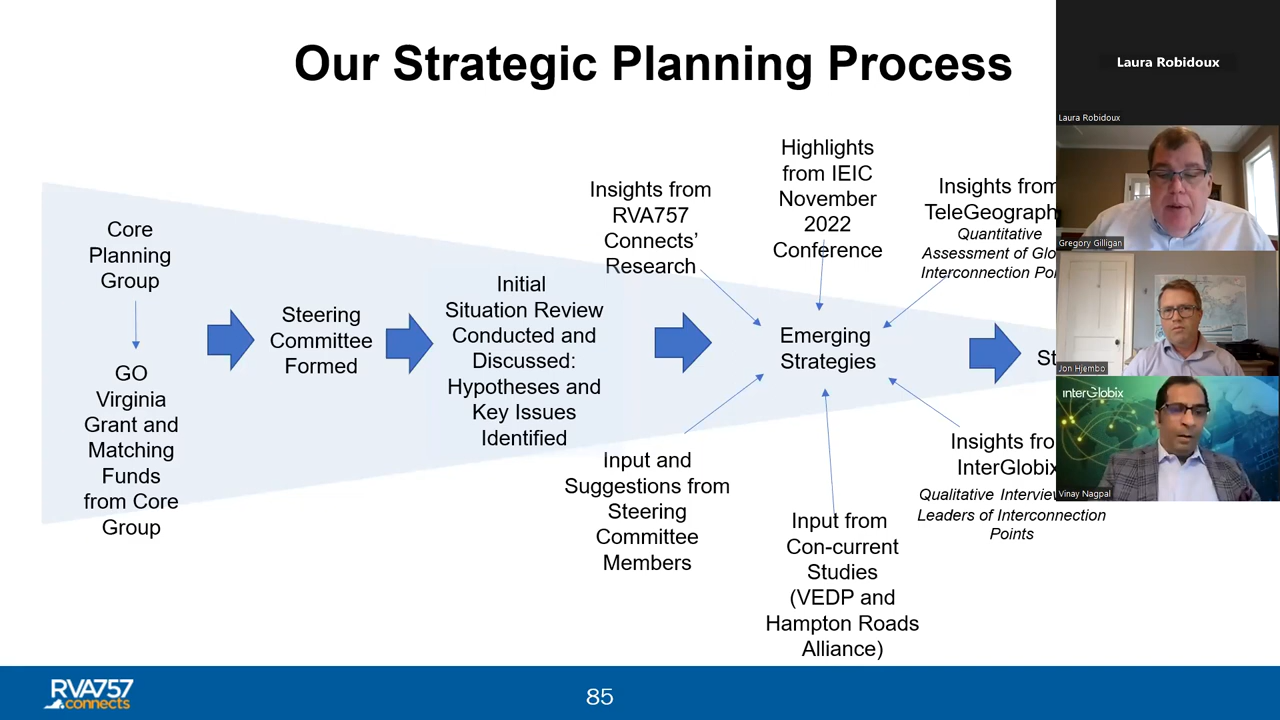 Our Strategic Planning Process
Core
Planning
Group
GO
Virginia
Grant and
Matching
Funds
from Core
Group
Steering
Committee
Formed
Initial
Situation Review
Conducted and
Discussed:
Hypotheses and
Key Issues
Identified
Insights from
RVA757
Connects’
Research
Highlights
from IEIC
November
2022
Conference
Insights from
TeleGeograph
Quantitative
Assessment of Glo
Interconnection Poi
Emerging
Strategies
Input and
Suggestions from
Steering
Committee
Members
Input from
Con-current
Studies
(VEDP and
Hampton Roads
Alliance)
Insights fro
InterGlobix
Qualitative Interview
Leaders of Interconnection
Points
St
Laura Robidoux
Laura Robidoux
Gregory Gilligan
Jon Hjembo
interGlobix
Vinay Nagpal
RVA757
connects
85